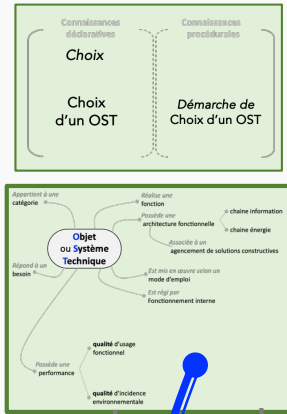 Connaissances
déclaratives
Connaissances
procédurales
Choix
Choix
d'un OST
Démarche de
Choix d'un OST
Appartient à une
catégorie
Réalise une
fonction
Possède une
architecture fonctionnelle
chaine information
chaine énergie
Associée à un
agencement de solutions constructives
Objet
ou Système
Technique
Répond à un
besoin
Est mis en œuvre selon un
mode d'emploi
Est régi par
Fonctionnement interne
qualité d'usage
fonctionnel
Possède une
performance
qualité d'incidence
environnementale